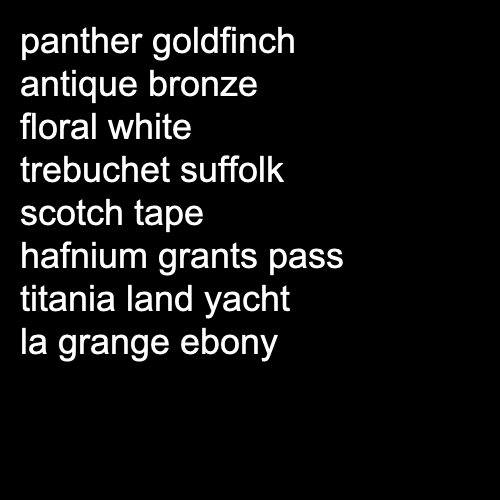 panther goldfinch
antique bronze
floral white
trebuchet suffolk
scotch tape
hafnium grants pass
titania land yacht
la grange ebony